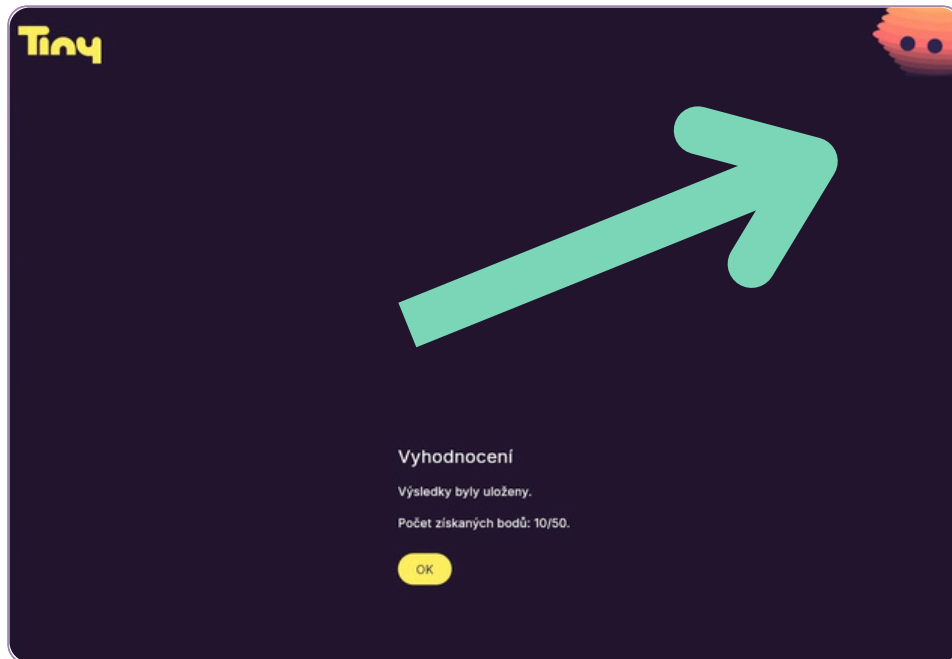 Tiny
Vyhodnocení
Výsledky byly uloženy.
Počet získaných bodů: 10/50.
OK